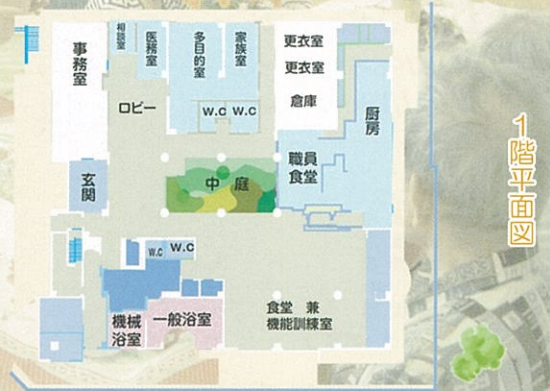 相談室
医務室
多目的室
家族室
更衣室
更衣室
倉庫
事務室
ロビー
W.C
W.C
厨房
玄関
中庭
職員
食堂
W.C
W.C
機械
浴室
一般浴室
食堂 兼
機能訓練室
1階平面図